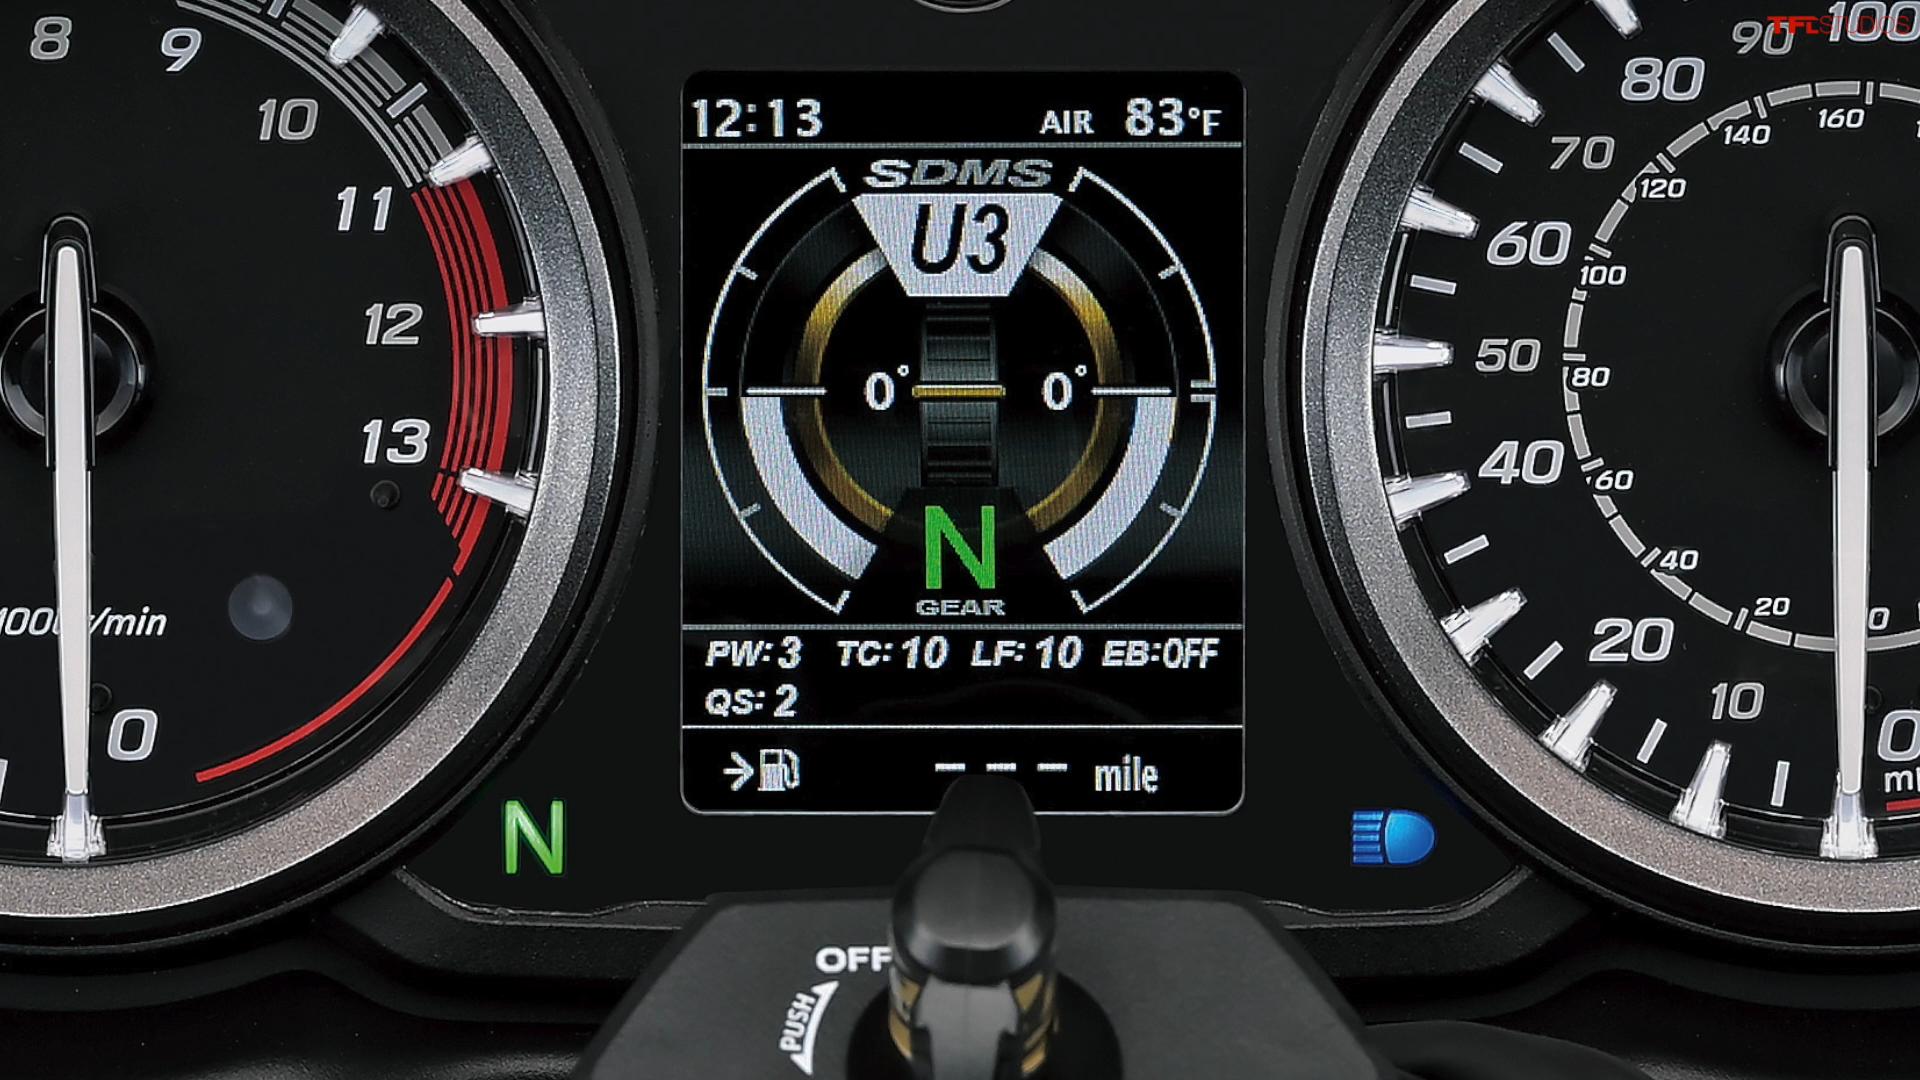 8
9
10
11
12
13
0
/min
N
12:13 AIR 83°F
SDMS
U3
0° 0°
N
GEAR
PW:3 TC:10 LF:10 EB:OFF
QS:2
--- mile
OFF
PUSH
TFLSTUDIOS
100
90
80
70
60
50
40
20
10
0
160
140
120
100
80
60
40
20
0